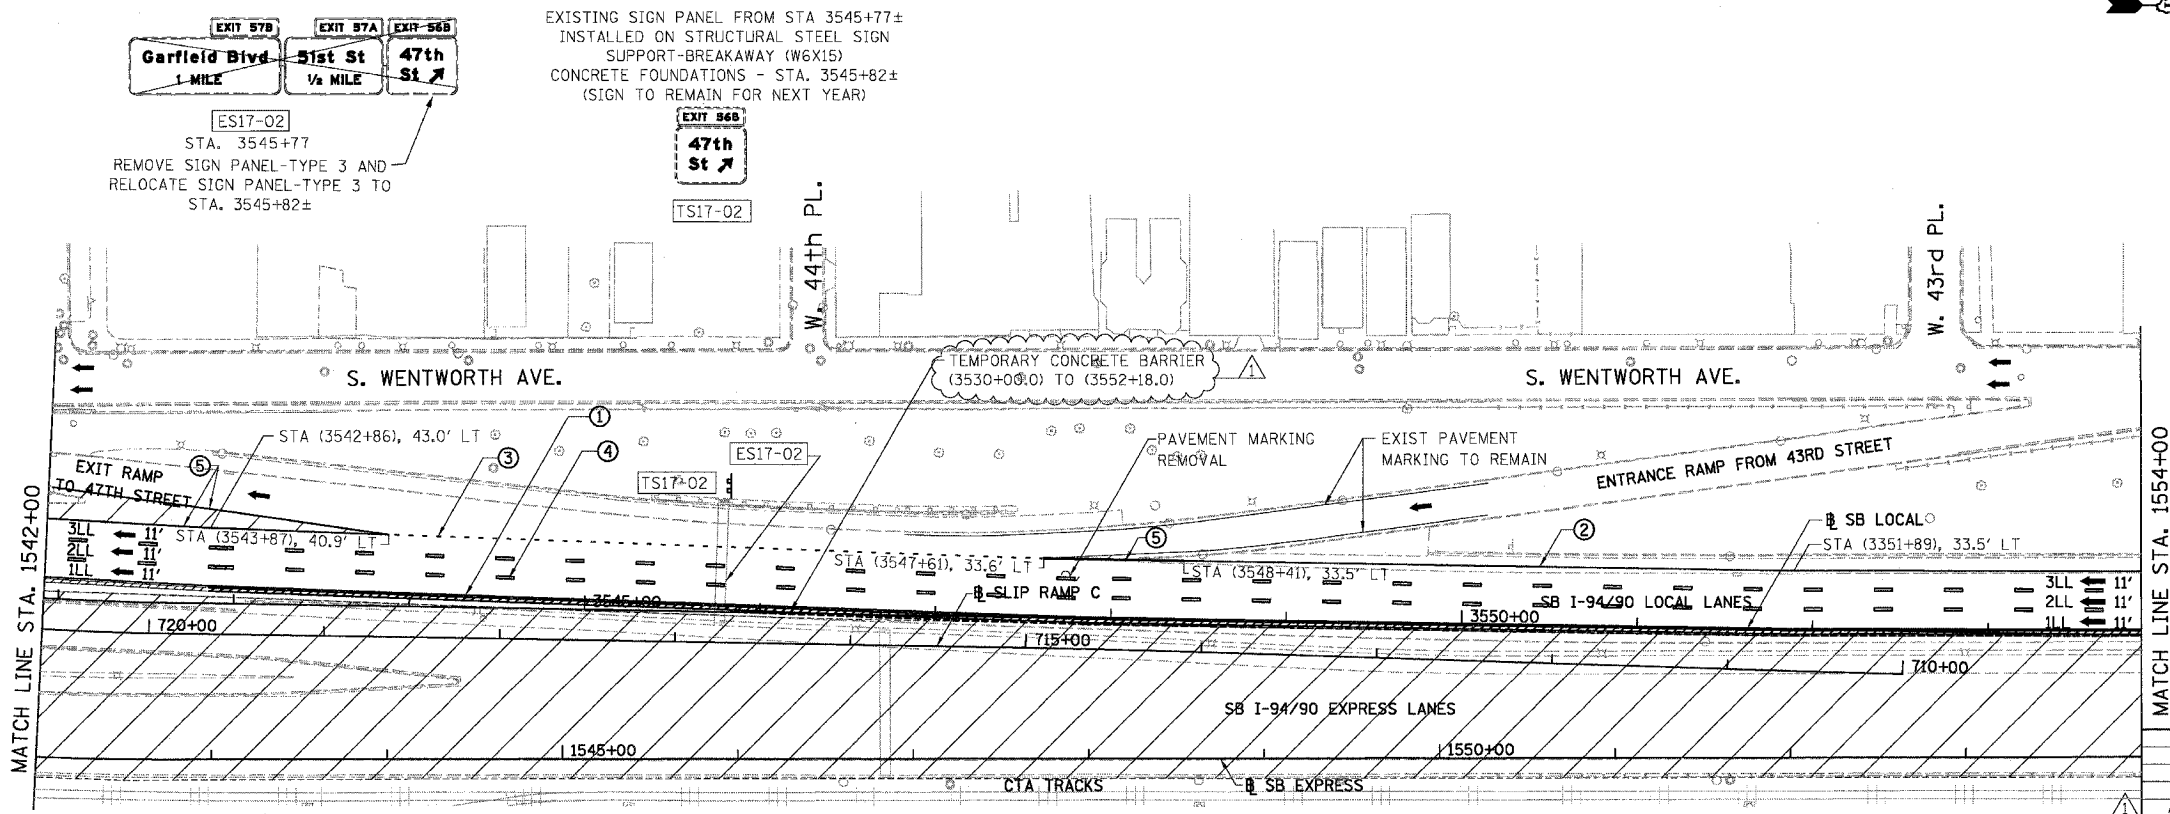 EXIT 57B
EXIT 57A
EXIT 56B
Garfield Blvd
1 MILE
51st St
1/2 MILE
47th
St ↗
ES17-02
STA. 3545+77
REMOVE SIGN PANEL-TYPE 3 AND
RELOCATE SIGN PANEL-TYPE 3 TO
STA. 3545+82±
EXISTING SIGN PANEL FROM STA 3545+77±
INSTALLED ON STRUCTURAL STEEL SIGN
SUPPORT-BREAKAWAY (W6X15)
CONCRETE FOUNDATIONS - STA. 3545+82±
(SIGN TO REMAIN FOR NEXT YEAR)
EXIT 56B
47th
St ↗
TS17-02
W. 44th PL.
W. 43rd PL.
S. WENTWORTH AVE.
TEMPORARY CONCRETE BARRIER
(3530+00.0) TO (3552+18.0)
1
S. WENTWORTH AVE.
STA (3542+86), 43.0' LT
1
3
4
5
ES17-02
TS17-02
PAVEMENT MARKING
REMOVAL
EXIST PAVEMENT
MARKING TO REMAIN
ENTRANCE RAMP FROM 43RD STREET
EXIT RAMP
TO 47TH STREET
3LL 11'
2LL 11'
1LL 11'
STA (3543+87), 40.9' LT
STA (3547+61), 33.6' LT
5
STA (3548+41), 33.5' LT
2
SB LOCAL
STA (3351+89), 33.5' LT
3LL 11'
2LL 11'
1LL 11'
3545+00
SLIP RAMP C
SB I-94/90 LOCAL LANES
3550+00
720+00
715+00
710+00
SB I-94/90 EXPRESS LANES
1545+00
1550+00
CTA TRACKS
SB EXPRESS
MATCH LINE STA. 1542+00
MATCH LINE STA. 1554+00
1